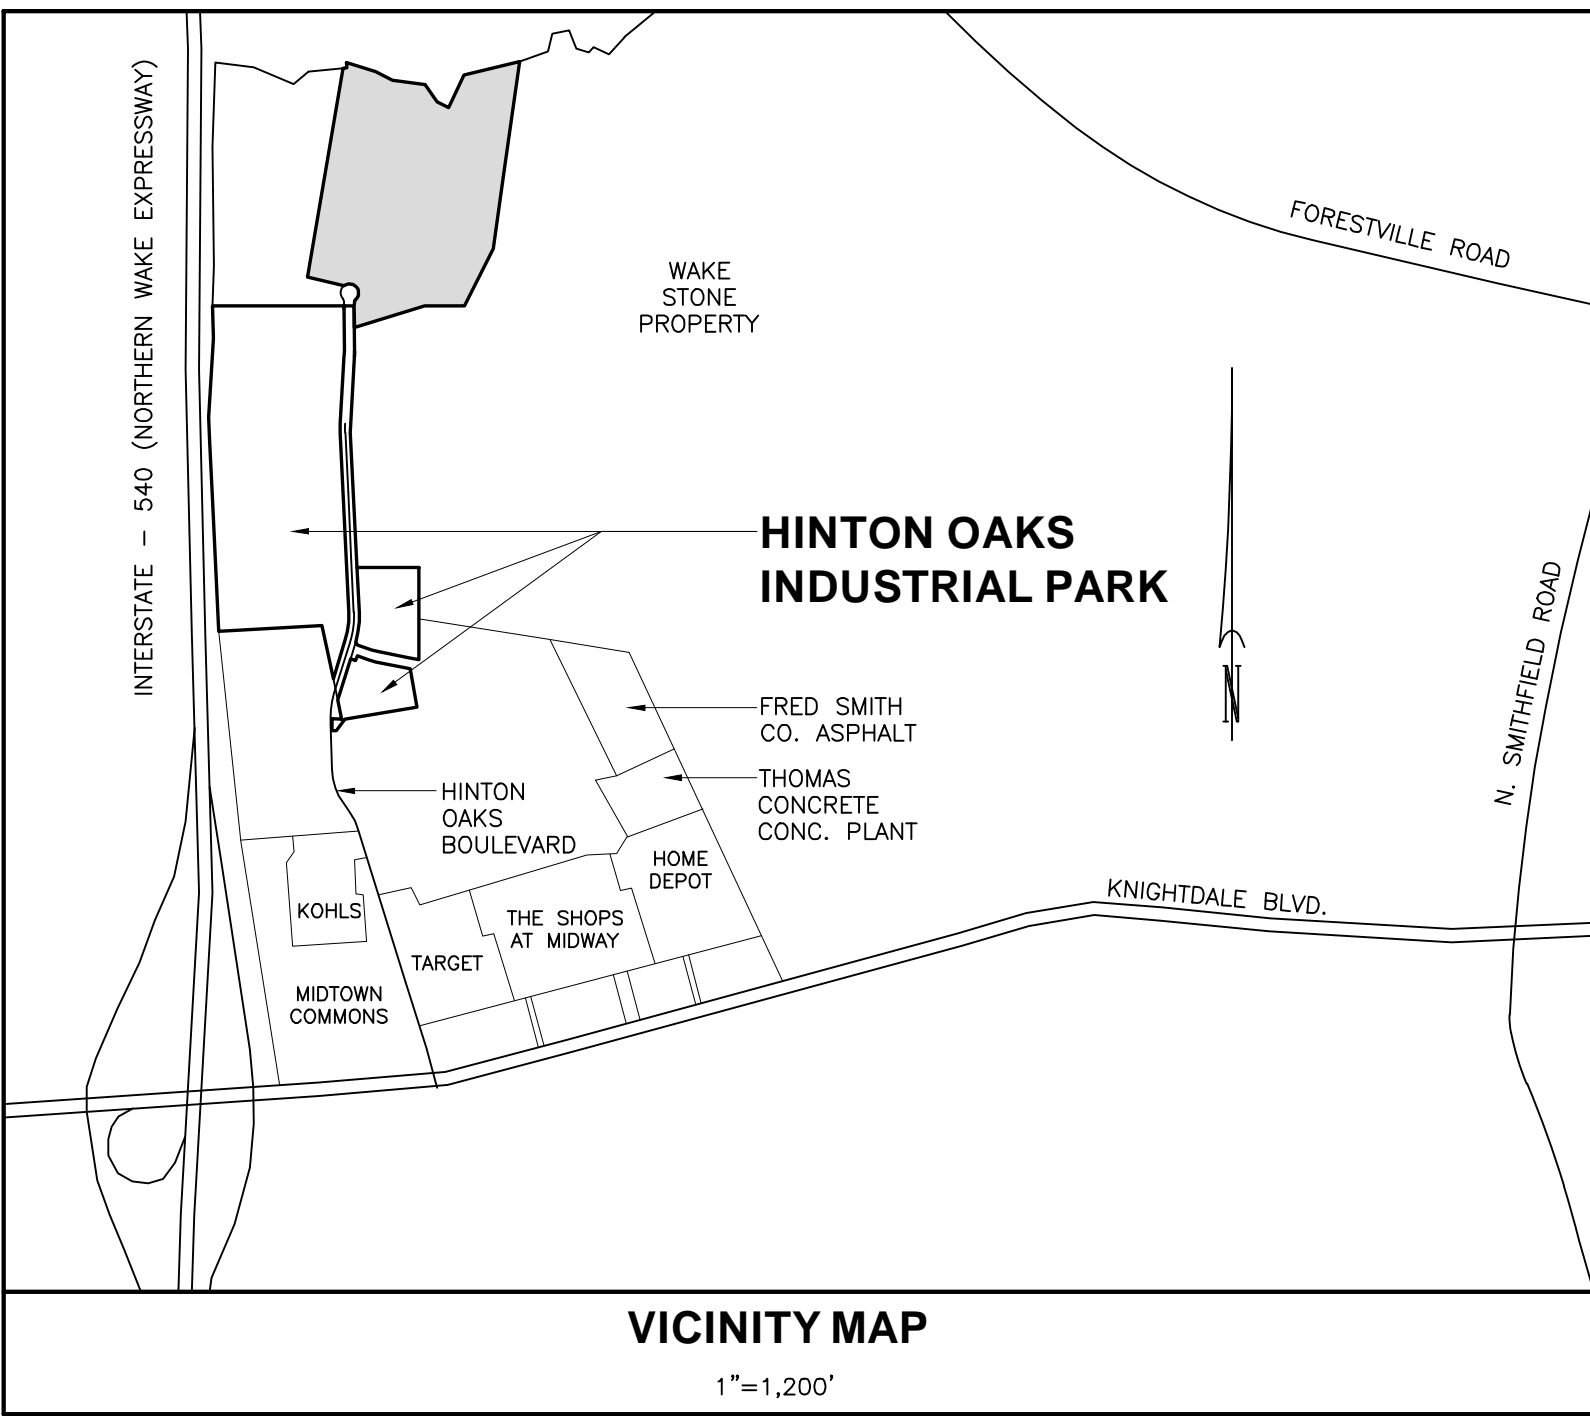 INTERSTATE - 540 (NORTHERN WAKE EXPRESSWAY)
FORESTVILLE ROAD
WAKE
STONE
PROPERTY
HINTON OAKS
INDUSTRIAL PARK
N
N. SMITHFIELD ROAD
FRED SMITH
CO. ASPHALT
THOMAS
CONCRETE
CONC. PLANT
HINTON
OAKS
BOULEVARD
HOME
DEPOT
KNIGHTDALE BLVD.
KOHLS
THE SHOPS
AT MIDWAY
TARGET
MIDTOWN
COMMONS
VICINITY MAP
1"=1,200'